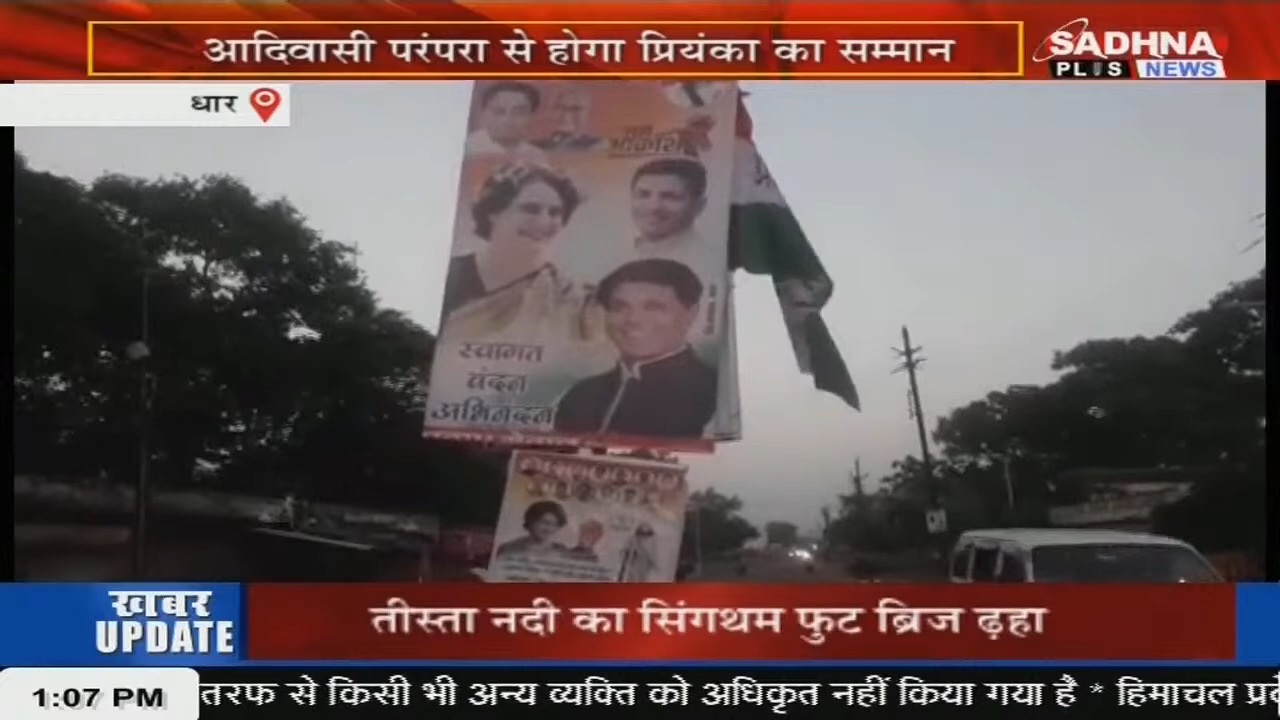 आदिवासी परंपरा से होगा प्रियंका का सम्मान
SADHNA
PLUS NEWS
धार
स्वागत
वंदन
अभिनंदन
खबर
UPDATE
तीस्ता नदी का सिंगथम फुट ब्रिज ढ़हा
1:07 PM
तरफ से किसी भी अन्य व्यक्ति को अधिकृत नहीं किया गया है * हिमाचल